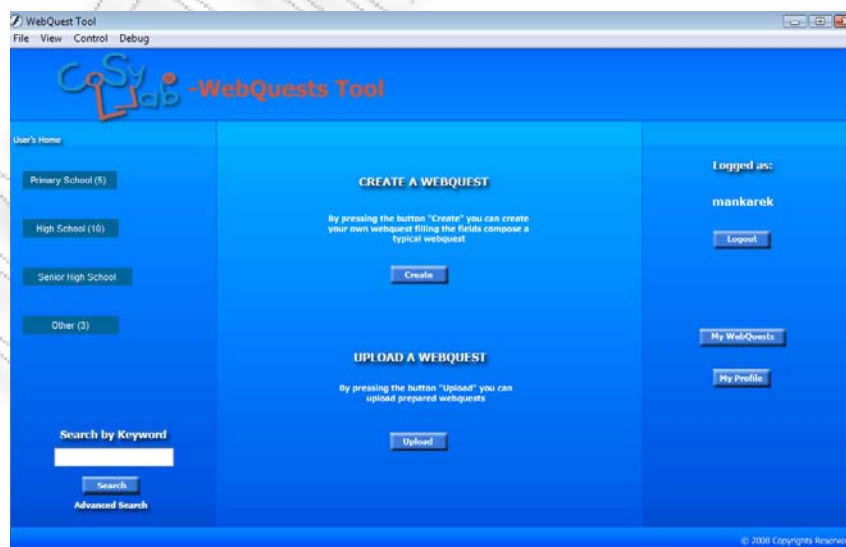 WebQuest Tool
File View Control Debug
CoSy Lab -WebQuests Tool
User's Home
Primary School (5)
High School (10)
Senior High School
Other (3)
Search by Keyword
Search
Advanced Search
CREATE A WEBQUEST
By pressing the button "Create" you can create
your own webquest filling the fields compose a
typical webquest
Create
UPLOAD A WEBQUEST
By pressing the button "Upload" you can
upload prepared webquests
Upload
Logged as:
mankarek
Logout
My WebQuests
My Profile
© 2008 Copyrights Reserved